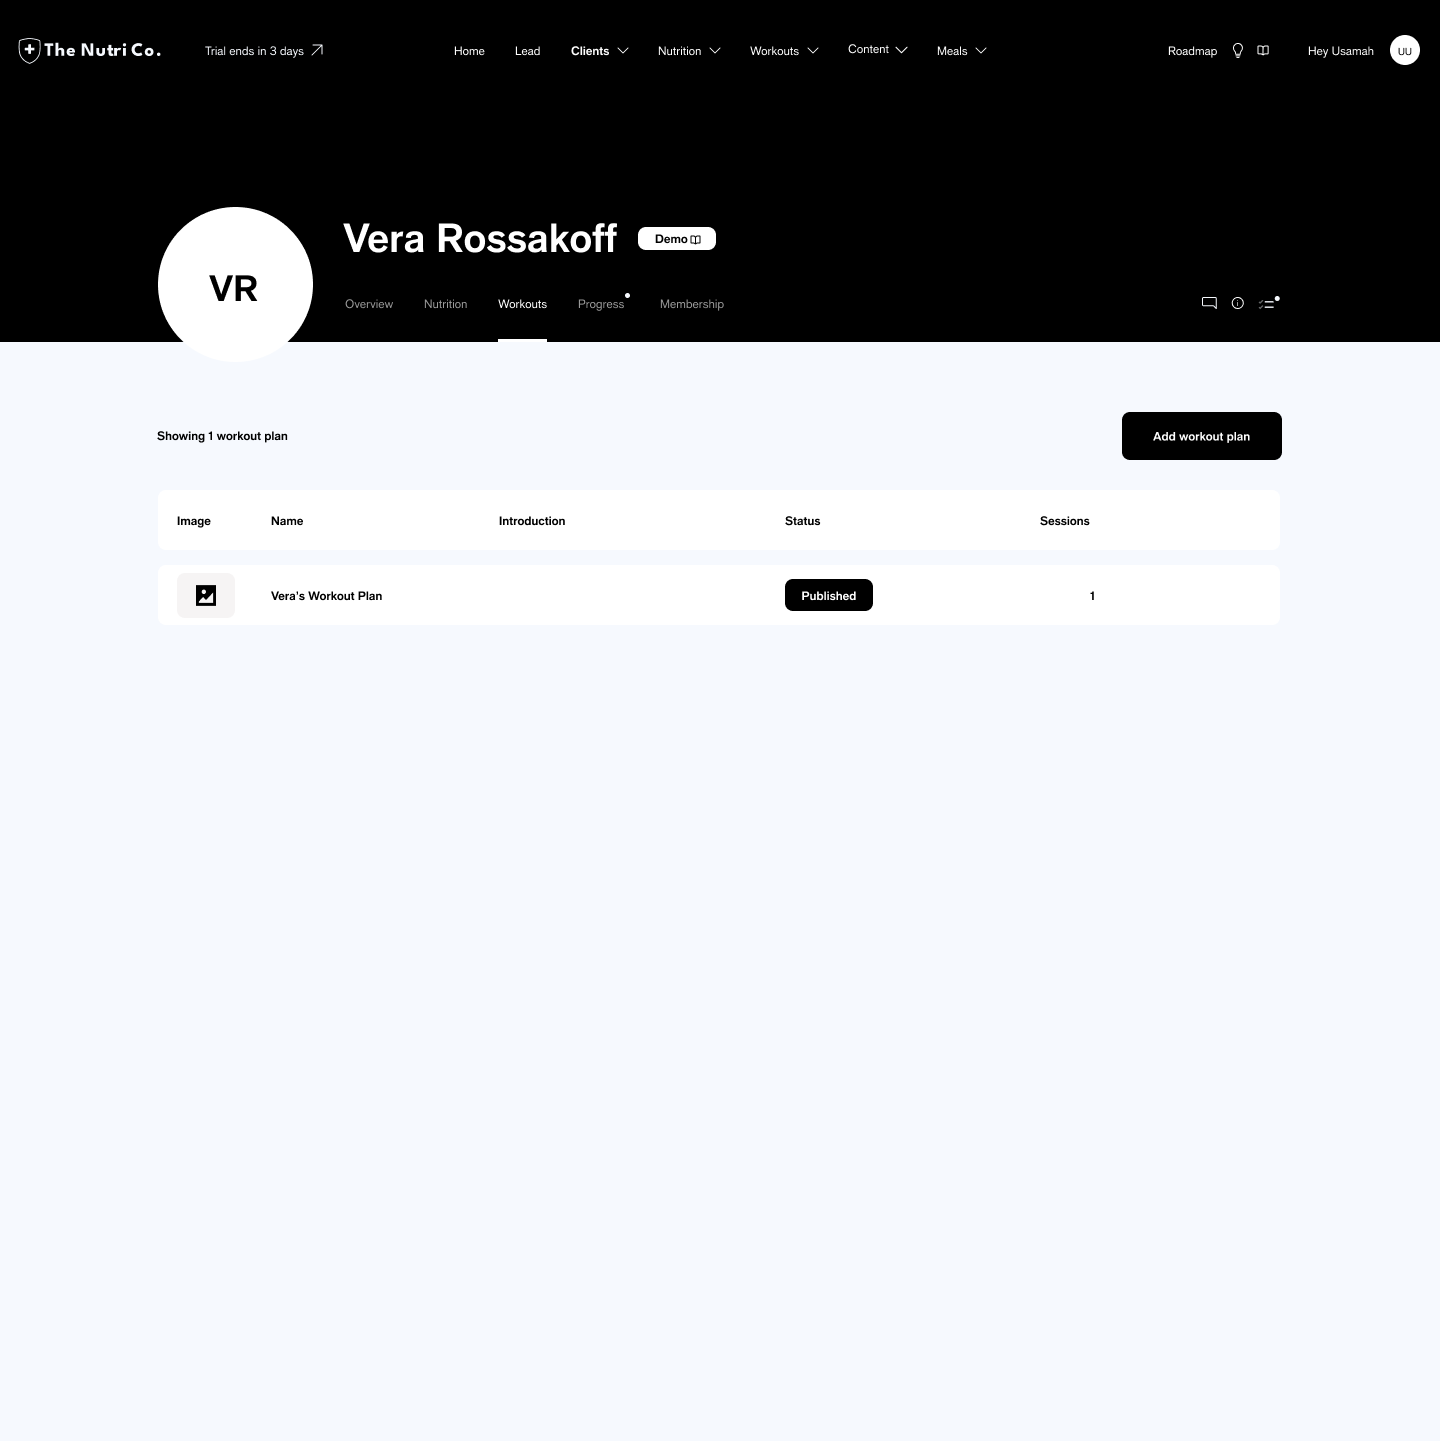 The Nutri Co.
Trial ends in 3 days
Home
Lead
Clients
Nutrition
Workouts
Content
Meals
Roadmap
Hey Usamah
UU
VR
Vera Rossakoff
Demo
Overview
Nutrition
Workouts
Progress
Membership
Showing 1 workout plan
Add workout plan
Image
Name
Introduction
Status
Sessions
Vera's Workout Plan
Published
1